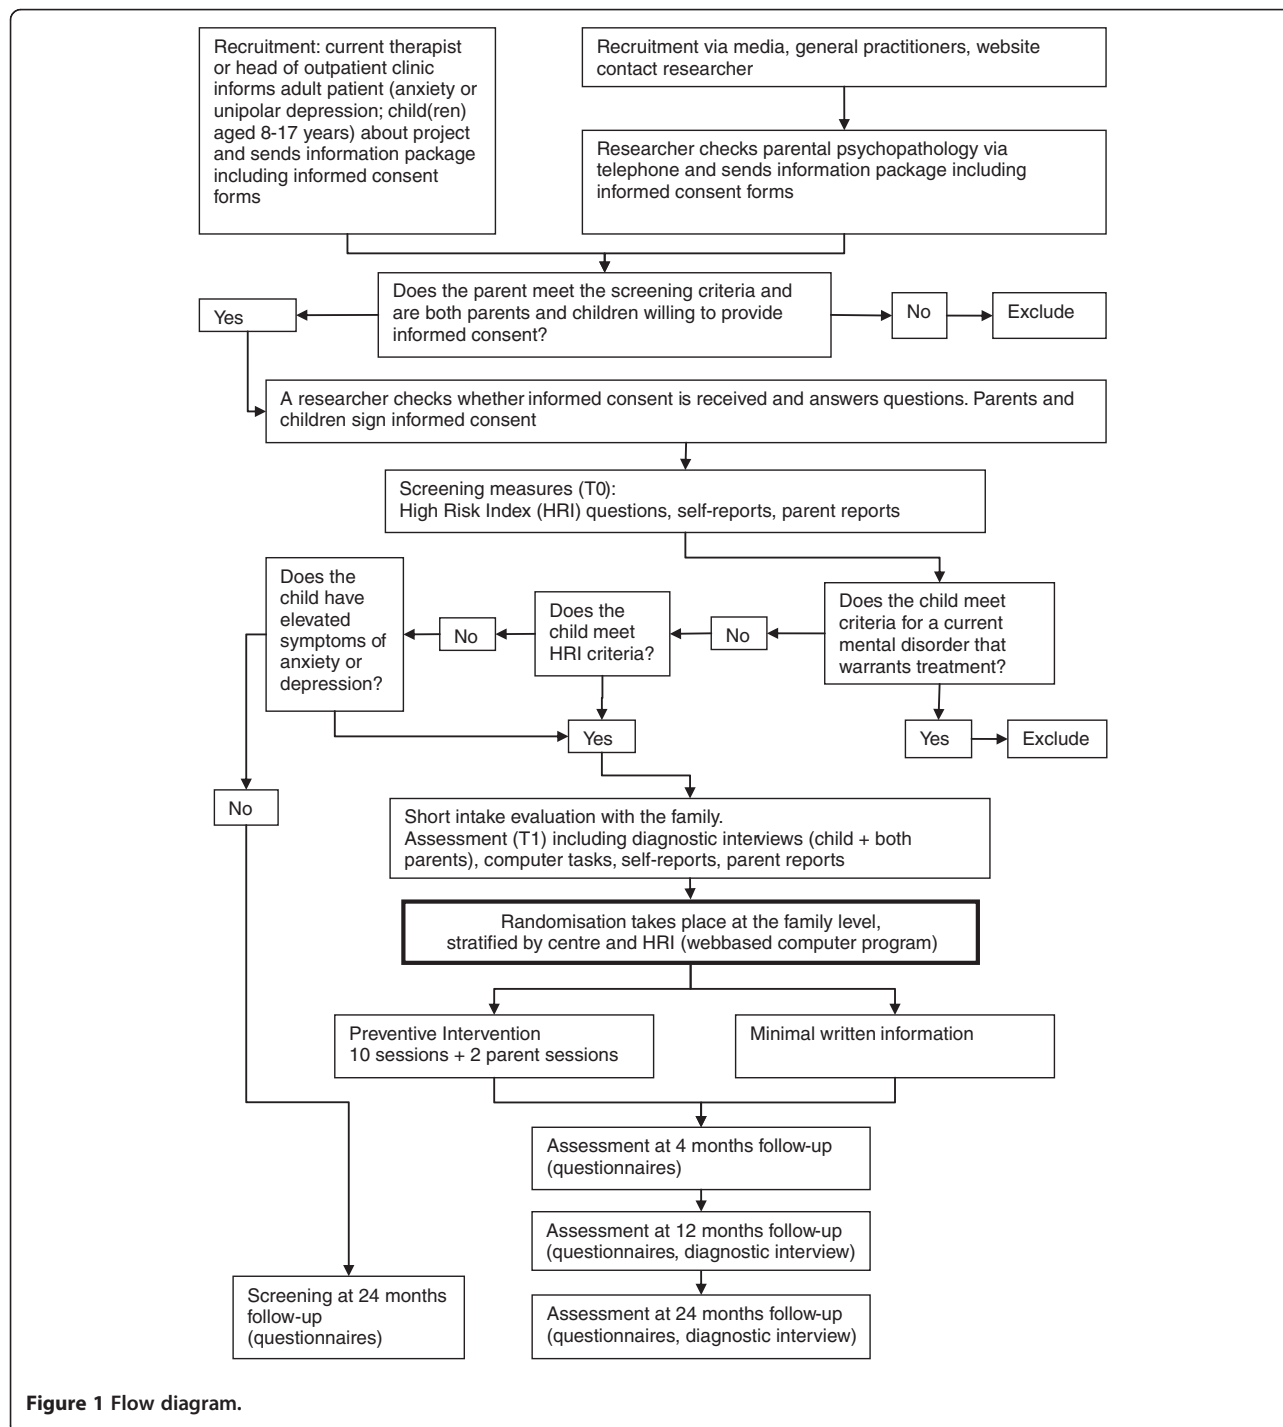 Recruitment: current therapist
or head of outpatient clinic
informs adult patient (anxiety or
unipolar depression; child(ren)
aged 8-17 years) about project
and sends information package
including informed consent
forms
Recruitment via media, general practitioners, website
contact researcher
Researcher checks parental psychopathology via
telephone and sends information package including
informed consent forms
Does the parent meet the screening criteria and
are both parents and children willing to provide
informed consent?
Yes
No
Exclude
A researcher checks whether informed consent is received and answers questions. Parents and
children sign informed consent
Screening measures (T0):
High Risk Index (HRI) questions, self-reports, parent reports
Does the
child have
elevated
symptoms of
anxiety or
depression?
No
Does the
child meet
HRI criteria?
No
Does the child meet
criteria for a current
mental disorder that
warrants treatment?
Yes
Yes
Exclude
No
Short intake evaluation with the family.
Assessment (T1) including diagnostic interviews (child + both
parents), computer tasks, self-reports, parent reports
Randomisation takes place at the family level,
stratified by centre and HRI (webbased computer program)
Preventive Intervention
10 sessions + 2 parent sessions
Minimal written information
Assessment at 4 months follow-up
(questionnaires)
Assessment at 12 months follow-up
(questionnaires, diagnostic interview)
Screening at 24 months
follow-up
(questionnaires)
Assessment at 24 months follow-up
(questionnaires, diagnostic interview)
Figure 1 Flow diagram.